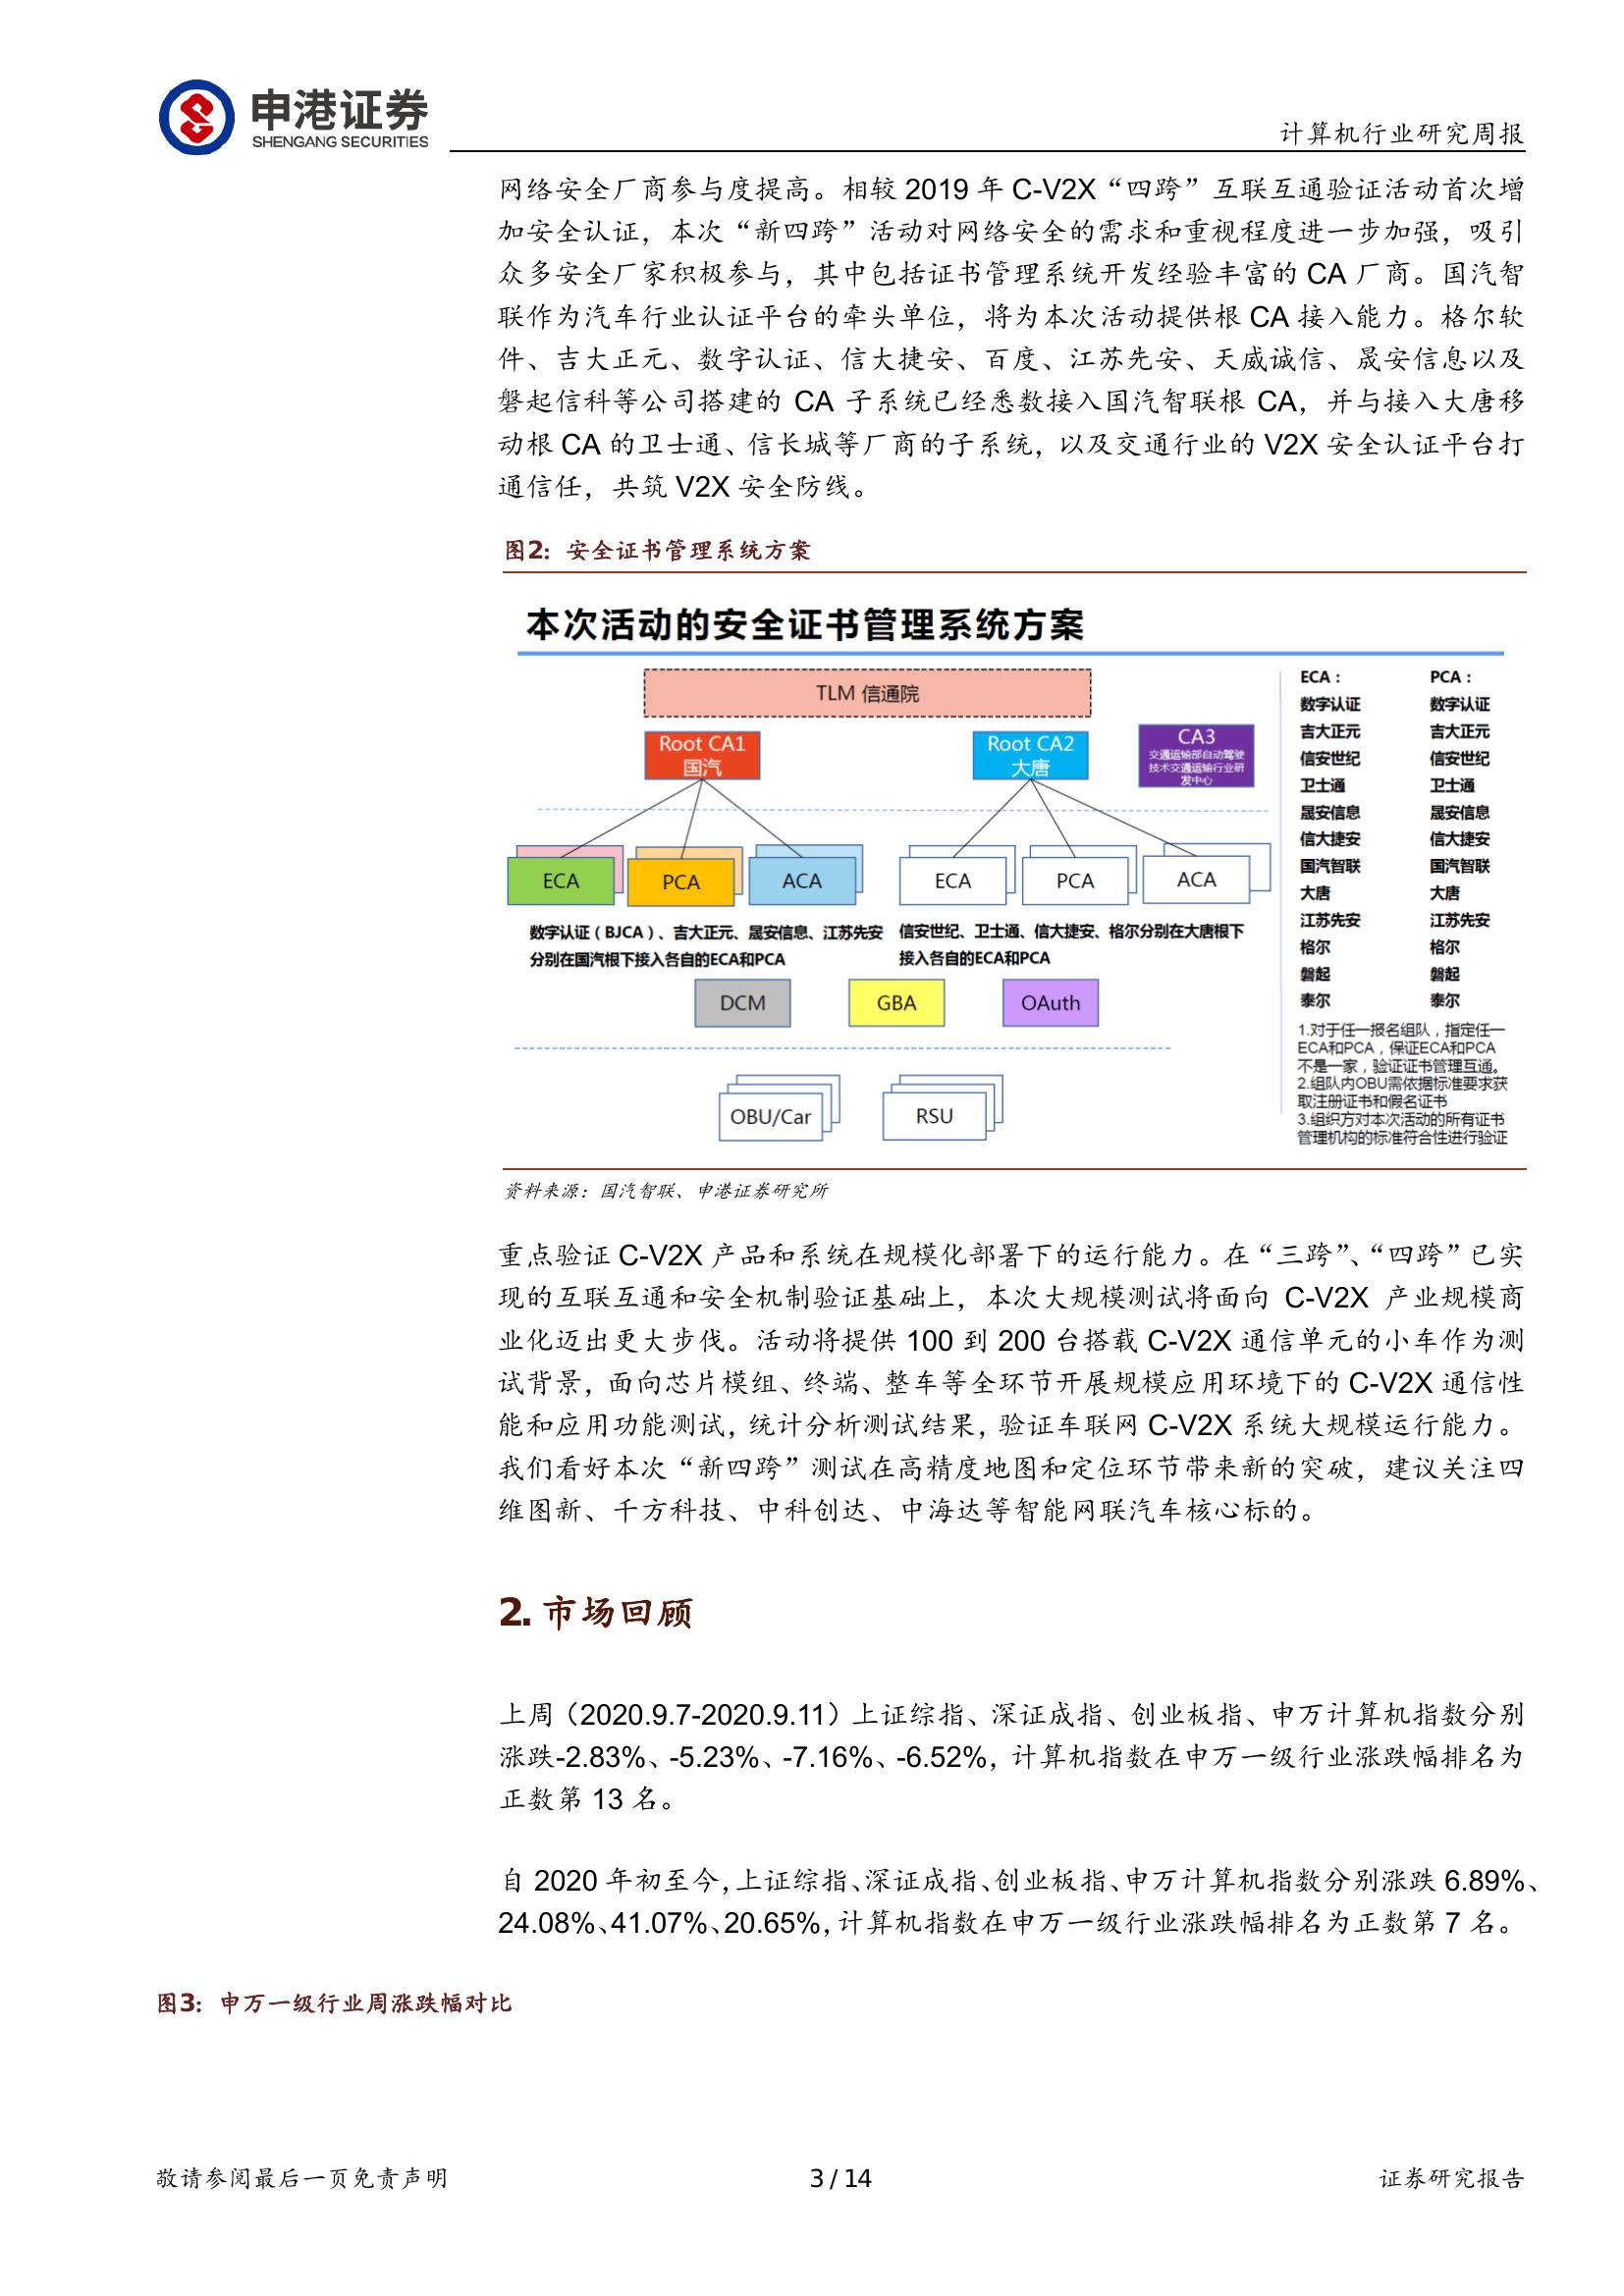 申港证券
SHENGANG SECURITIES
计算机行业研究周报
网络安全厂商参与度提高。相较 2019 年 C-V2X“四跨”互联互通验证活动首次增
加安全认证，本次“新四跨”活动对网络安全的需求和重视程度进一步加强，吸引
众多安全厂家积极参与，其中包括证书管理系统开发经验丰富的 CA 厂商。国汽智
联作为汽车行业认证平台的牵头单位，将为本次活动提供根 CA 接入能力。格尔软
件、吉大正元、数字认证、信大捷安、百度、江苏先安、天威诚信、晟安信息以及
磐起信科等公司搭建的 CA 子系统已经悉数接入国汽智联根 CA，并与接入大唐移
动根 CA 的卫士通、信长城等厂商的子系统，以及交通行业的 V2X 安全认证平台打
通信任，共筑 V2X 安全防线。
图2：安全证书管理系统方案
本次活动的安全证书管理系统方案
TLM 信通院
Root CA1
国汽
Root CA2
大唐
CA3
交通运输部自动驾驶
技术交通运输行业研
发中心
ECA
PCA
ACA
ECA
PCA
ACA
数字认证（BJCA）、吉大正元、晟安信息、江苏先安
分别在国汽根下接入各自的ECA和PCA
信安世纪、卫士通、信大捷安、格尔分别在大唐根下
接入各自的ECA和PCA
DCM
GBA
OAuth
OBU/Car
RSU
ECA：
数字认证
吉大正元
信安世纪
卫士通
晟安信息
信大捷安
国汽智联
大唐
江苏先安
格尔
磐起
泰尔
PCA：
数字认证
吉大正元
信安世纪
卫士通
晟安信息
信大捷安
国汽智联
大唐
江苏先安
格尔
磐起
泰尔
1.对于任一报名组队，指定任一
ECA和PCA，保证ECA和PCA
不是一家，验证证书管理互通。
2.组队内OBU需依据标准要求获
取注册证书和假名证书
3.组织方对本次活动的所有证书
管理机构的标准符合性进行验证
资料来源：国汽智联、申港证券研究所
重点验证 C-V2X 产品和系统在规模化部署下的运行能力。在“三跨”、“四跨”已实
现的互联互通和安全机制验证基础上，本次大规模测试将面向 C-V2X 产业规模商
业化迈出更大步伐。活动将提供 100 到 200 台搭载 C-V2X 通信单元的小车作为测
试背景，面向芯片模组、终端、整车等全环节开展规模应用环境下的 C-V2X 通信性
能和应用功能测试，统计分析测试结果，验证车联网 C-V2X 系统大规模运行能力。
我们看好本次“新四跨”测试在高精度地图和定位环节带来新的突破，建议关注四
维图新、千方科技、中科创达、中海达等智能网联汽车核心标的。
2. 市场回顾
上周（2020.9.7-2020.9.11）上证综指、深证成指、创业板指、申万计算机指数分别
涨跌-2.83%、-5.23%、-7.16%、-6.52%，计算机指数在申万一级行业涨跌幅排名为
正数第 13 名。
自 2020 年初至今，上证综指、深证成指、创业板指、申万计算机指数分别涨跌 6.89%、
24.08%、41.07%、20.65%，计算机指数在申万一级行业涨跌幅排名为正数第 7 名。
图3：申万一级行业周涨跌幅对比
敬请参阅最后一页免责声明
3 / 14
证券研究报告